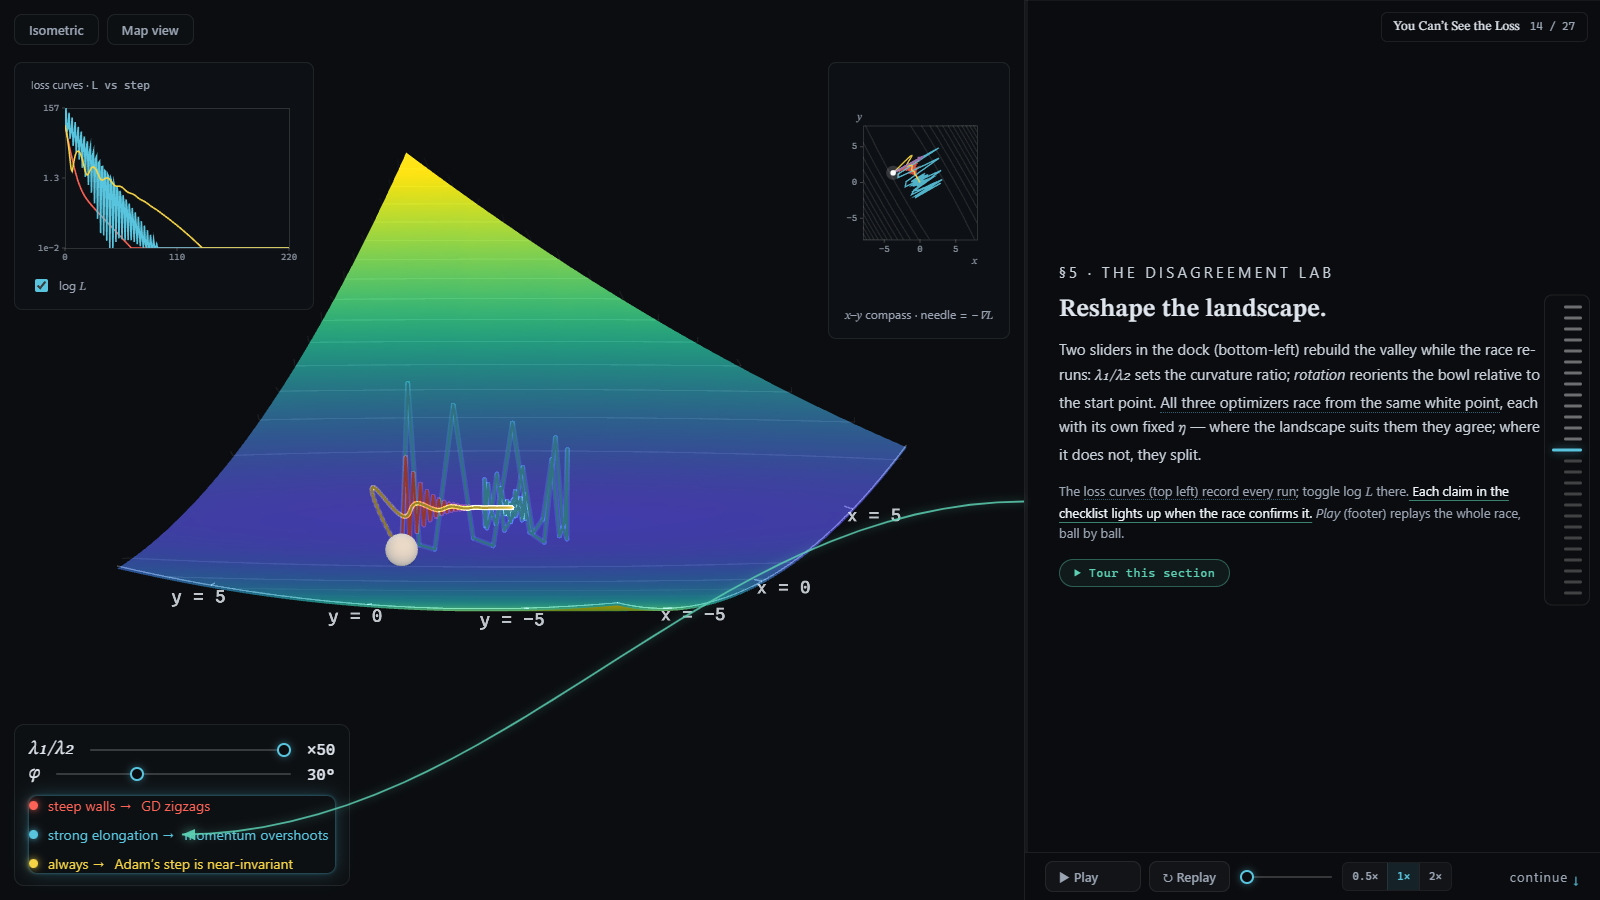 Isometric
Map view
You Can't See the Loss 14 / 27
loss curves · L vs step
157
1.3
1e−2
0
110
220
log L
y
5
0
−5
−5
0
5
x
x–y compass · needle = −∇L
§5 · THE DISAGREEMENT LAB
Reshape the landscape.
Two sliders in the dock (bottom-left) rebuild the valley while the race re-
runs: λ₁/λ₂ sets the curvature ratio; rotation reorients the bowl relative to
the start point. All three optimizers race from the same white point, each
with its own fixed η — where the landscape suits them they agree; where
it does not, they split.
The loss curves (top left) record every run; toggle log L there. Each claim in the
checklist lights up when the race confirms it. Play (footer) replays the whole race,
ball by ball.
▶ Tour this section
x = 5
x = 0
x = −5
y = 5
y = 0
y = −5
λ₁/λ₂ ×50
φ 30°
steep walls → GD zigzags
strong elongation → momentum overshoots
always → Adam's step is near-invariant
▶ Play
↻ Replay
0.5×
1×
2×
continue ↓